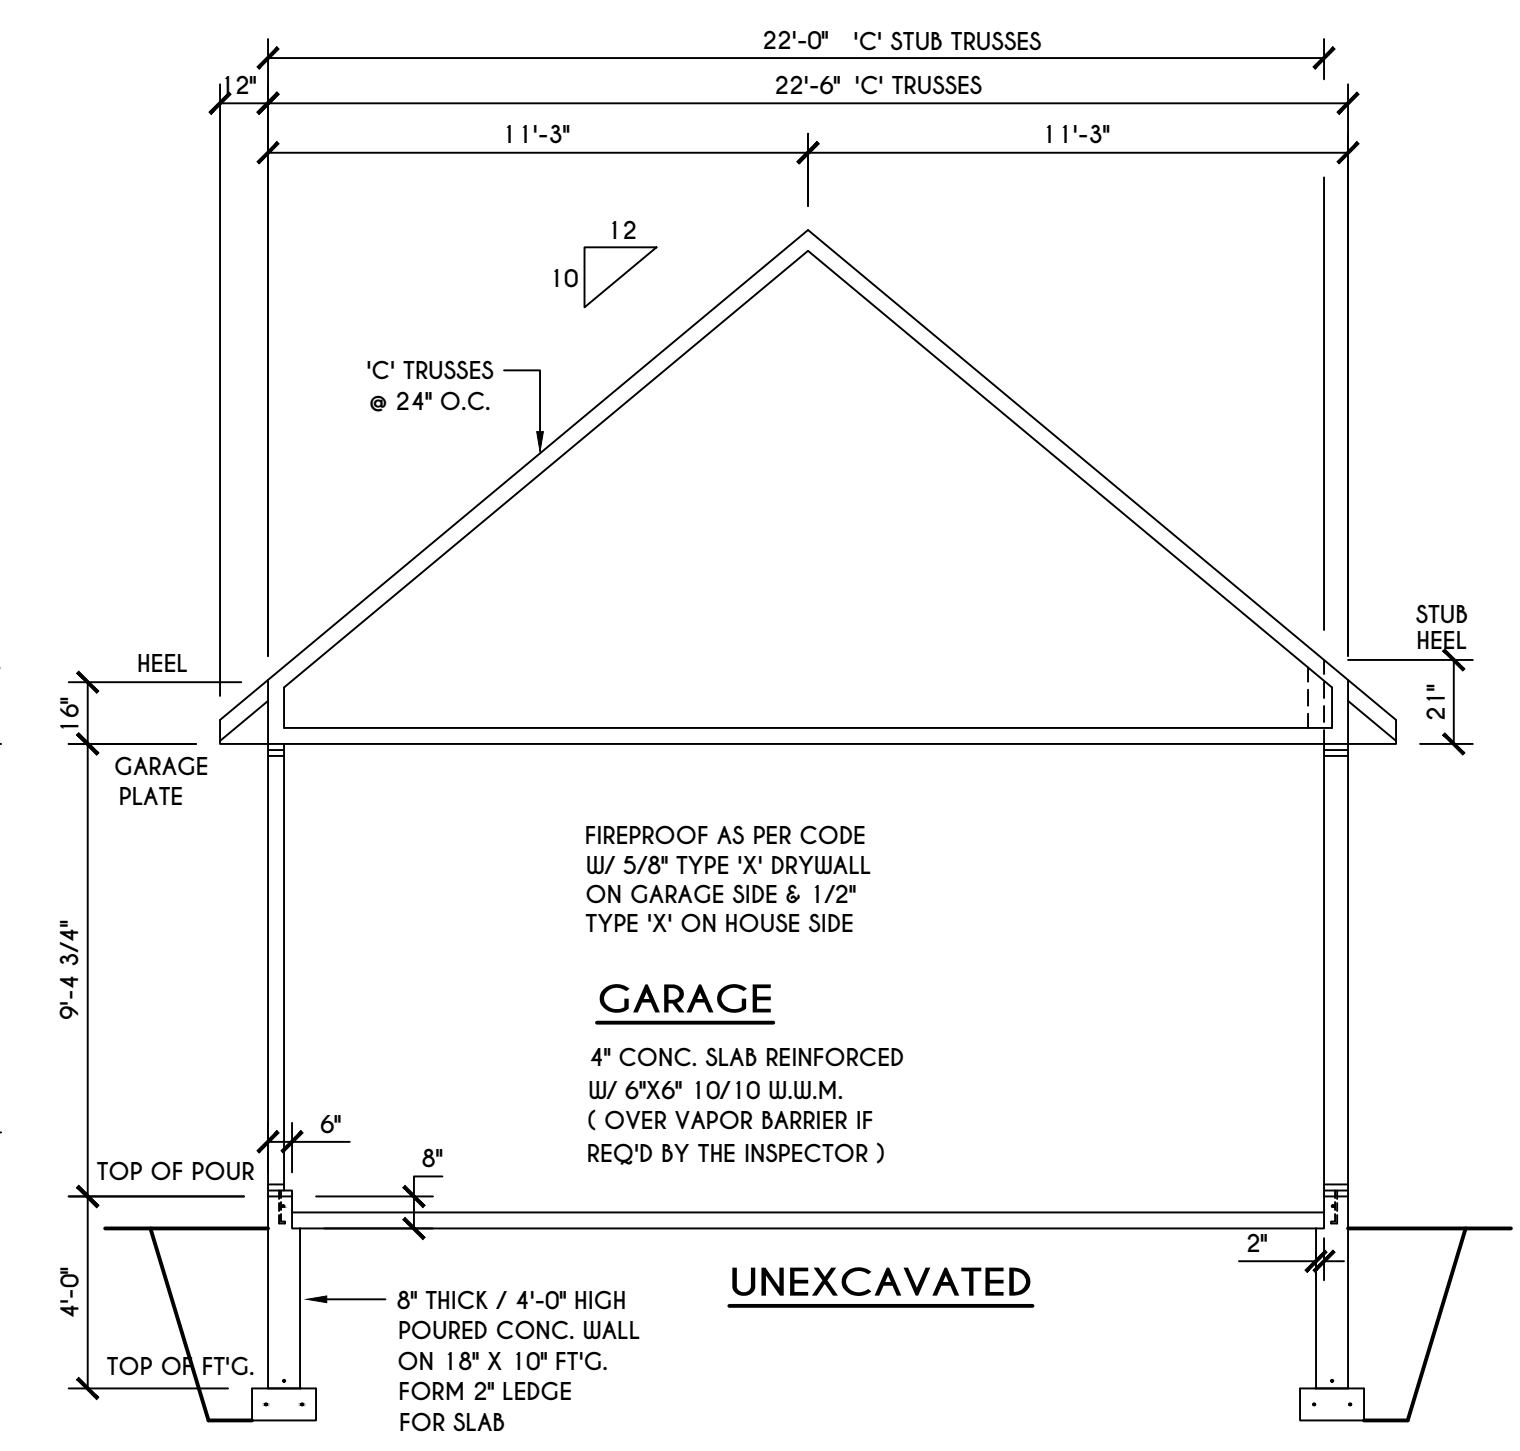 22'-0" 'C' STUB TRUSSES
12"
22'-6" 'C' TRUSSES
11'-3"
11'-3"
12
10
'C' TRUSSES
@ 24" O.C.
STUB
HEEL
HEEL
16"
21"
GARAGE
PLATE
FIREPROOF AS PER CODE
W/ 5/8" TYPE 'X' DRYWALL
ON GARAGE SIDE & 1/2"
TYPE 'X' ON HOUSE SIDE
9'-4 3/4"
GARAGE
4" CONC. SLAB REINFORCED
W/ 6"X6" 10/10 W.W.M.
( OVER VAPOR BARRIER IF
REQ'D BY THE INSPECTOR )
6"
8"
TOP OF POUR
2"
UNEXCAVATED
4'-0"
8" THICK / 4'-0" HIGH
POURED CONC. WALL
ON 18" X 10" FT'G.
FORM 2" LEDGE
FOR SLAB
TOP OF FT'G.